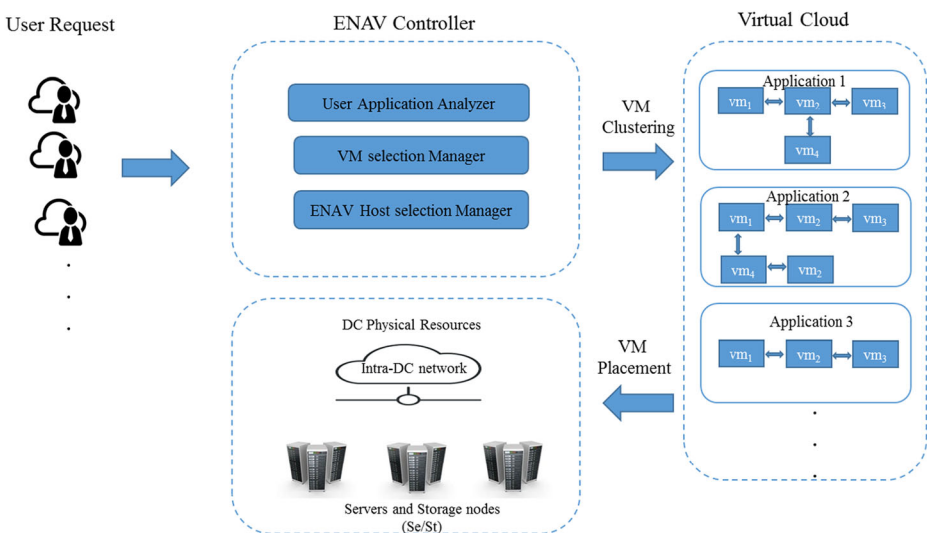 User Request
ENAV Controller
User Application Analyzer
VM selection Manager
ENAV Host selection Manager
VM
Clustering
Virtual Cloud
Application 1
vm₁ vm₂ vm₃
vm₄
Application 2
vm₁ vm₂ vm₃
vm₄ vm₂
Application 3
vm₁ vm₂ vm₃
VM
Placement
DC Physical Resources
Intra-DC network
Servers and Storage nodes
(Se/St)